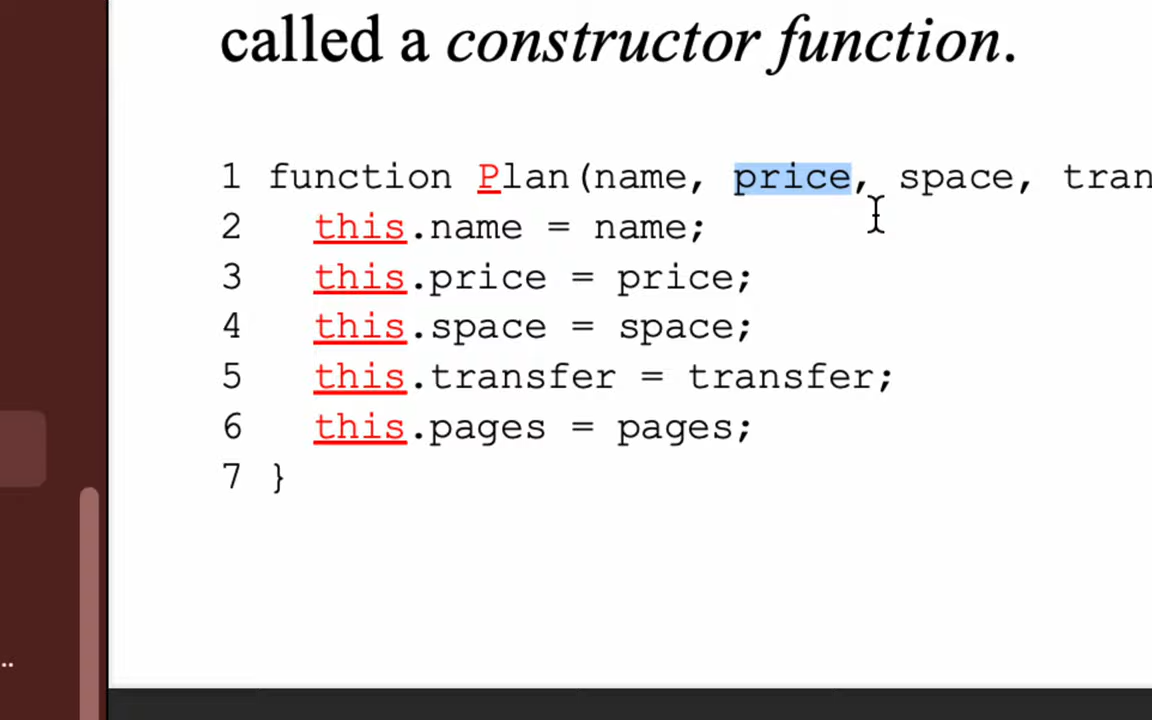 called a constructor function.
1 function Plan(name, price, space, tran
2 this.name = name;
3 this.price = price;
4 this.space = space;
5 this.transfer = transfer;
6 this.pages = pages;
7 }
..